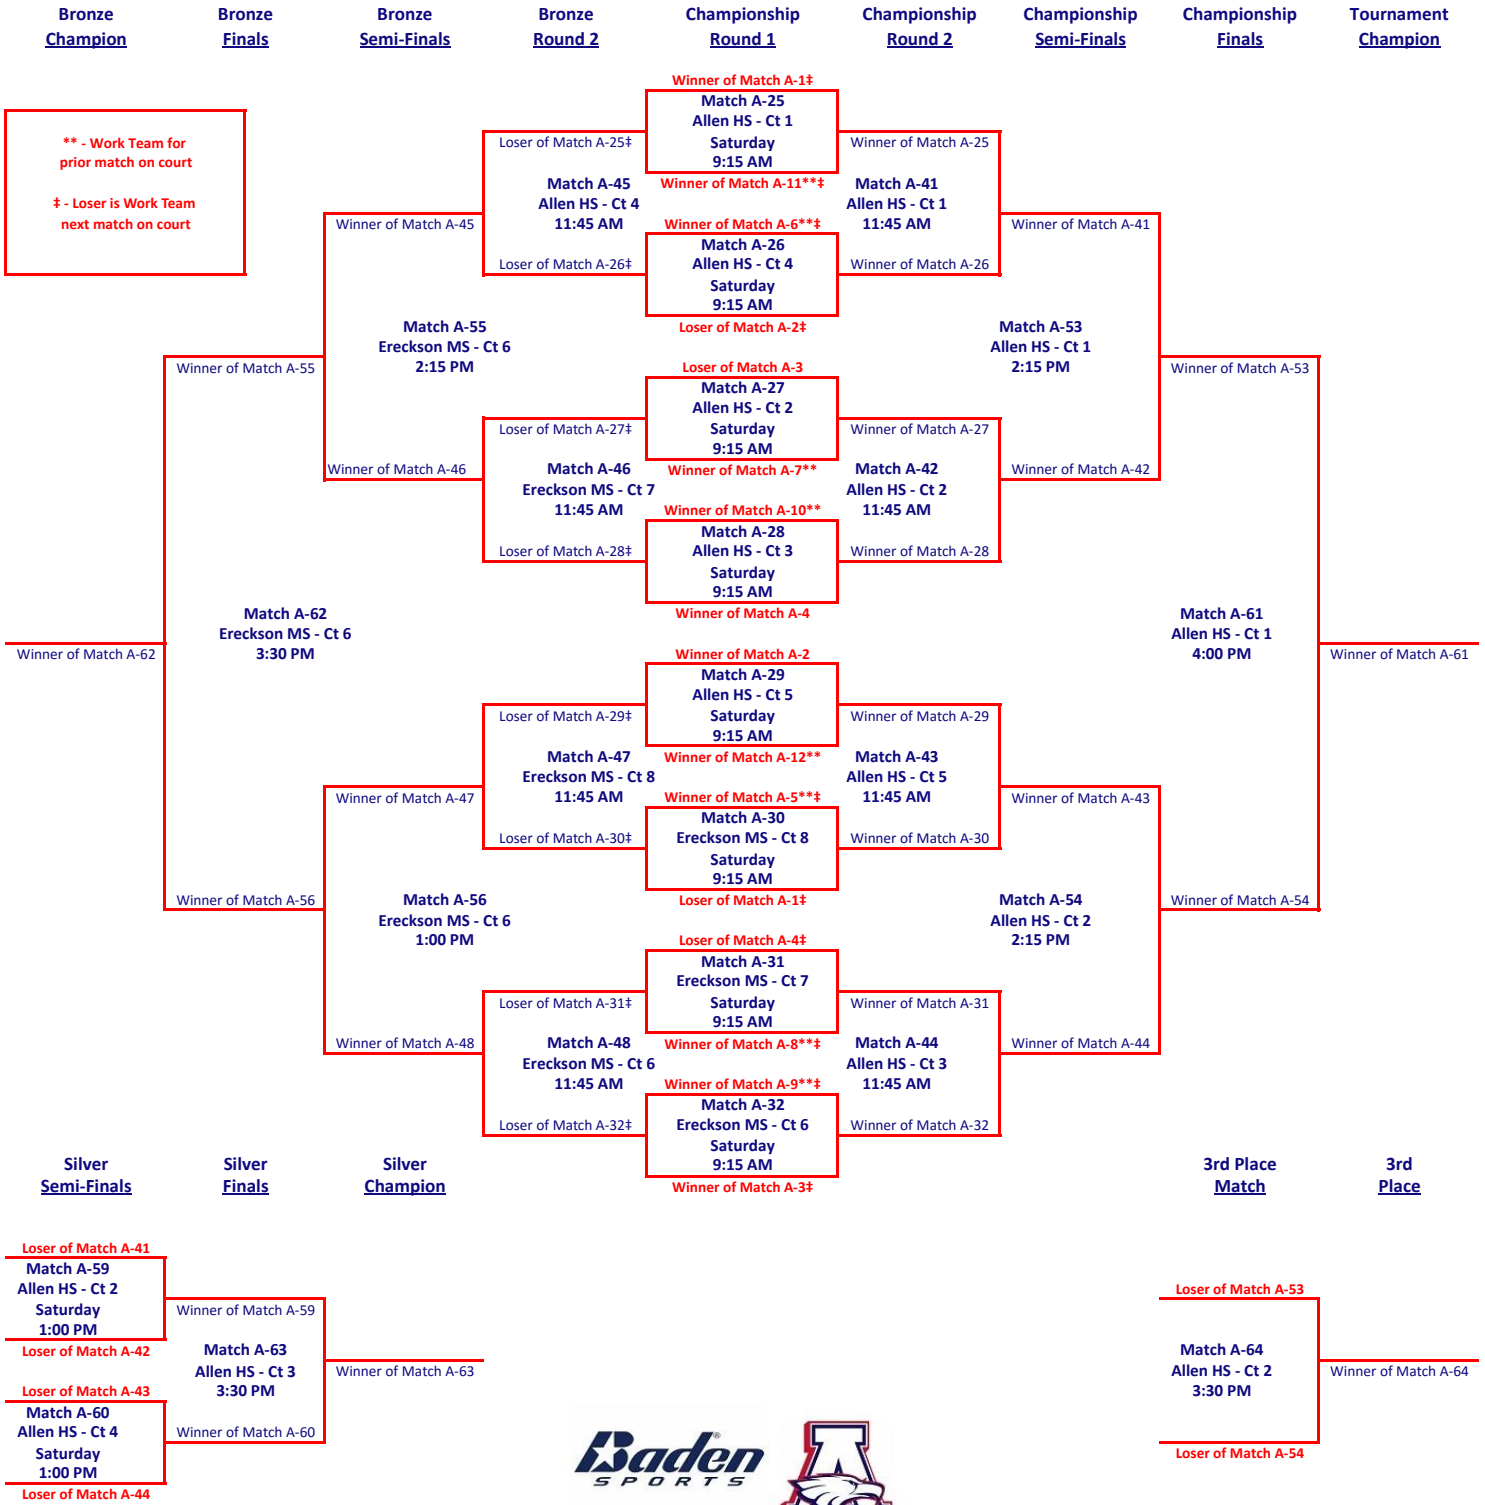 Bronze Bronze Bronze Bronze Championship Championship Championship Championship Tournament
Champion Finals Semi-Finals Round 2 Round 1 Round 2 Semi-Finals Finals Champion
** - Work Team for
prior match on court
‡ - Loser is Work Team
next match on court
Winner of Match A-62
Winner of Match A-55
Match A-62
Ereckson MS - Ct 6
3:30 PM
Winner of Match A-56
Winner of Match A-45
Match A-55
Ereckson MS - Ct 6
2:15 PM
Winner of Match A-46
Winner of Match A-47
Match A-56
Ereckson MS - Ct 6
1:00 PM
Winner of Match A-48
Loser of Match A-25‡
Match A-45
Allen HS - Ct 4
11:45 AM
Loser of Match A-26‡
Loser of Match A-27‡
Match A-46
Ereckson MS - Ct 7
11:45 AM
Loser of Match A-28‡
Loser of Match A-29‡
Match A-47
Ereckson MS - Ct 8
11:45 AM
Loser of Match A-30‡
Loser of Match A-31‡
Match A-48
Ereckson MS - Ct 6
11:45 AM
Loser of Match A-32‡
Winner of Match A-1‡
Match A-25
Allen HS - Ct 1
Saturday
9:15 AM
Winner of Match A-11**‡
Winner of Match A-6**‡
Match A-26
Allen HS - Ct 4
Saturday
9:15 AM
Loser of Match A-2‡
Loser of Match A-3
Match A-27
Allen HS - Ct 2
Saturday
9:15 AM
Winner of Match A-7**
Winner of Match A-10**
Match A-28
Allen HS - Ct 3
Saturday
9:15 AM
Winner of Match A-4
Winner of Match A-2
Match A-29
Allen HS - Ct 5
Saturday
9:15 AM
Winner of Match A-12**
Winner of Match A-5**‡
Match A-30
Ereckson MS - Ct 8
Saturday
9:15 AM
Loser of Match A-1‡
Loser of Match A-4‡
Match A-31
Ereckson MS - Ct 7
Saturday
9:15 AM
Winner of Match A-8**‡
Winner of Match A-9**‡
Match A-32
Ereckson MS - Ct 6
Saturday
9:15 AM
Winner of Match A-3‡
Winner of Match A-25
Match A-41
Allen HS - Ct 1
11:45 AM
Winner of Match A-26
Winner of Match A-27
Match A-42
Allen HS - Ct 2
11:45 AM
Winner of Match A-28
Winner of Match A-29
Match A-43
Allen HS - Ct 5
11:45 AM
Winner of Match A-30
Winner of Match A-31
Match A-44
Allen HS - Ct 3
11:45 AM
Winner of Match A-32
Winner of Match A-41
Match A-53
Allen HS - Ct 1
2:15 PM
Winner of Match A-42
Winner of Match A-43
Match A-54
Allen HS - Ct 2
2:15 PM
Winner of Match A-44
Winner of Match A-53
Match A-61
Allen HS - Ct 1
4:00 PM
Winner of Match A-54
Winner of Match A-61
Silver Silver Silver 3rd Place 3rd
Semi-Finals Finals Champion Match Place
Loser of Match A-41
Match A-59
Allen HS - Ct 2
Saturday
1:00 PM
Loser of Match A-42
Loser of Match A-43
Match A-60
Allen HS - Ct 4
Saturday
1:00 PM
Loser of Match A-44
Winner of Match A-59
Match A-63
Allen HS - Ct 3
3:30 PM
Winner of Match A-60
Winner of Match A-63
Loser of Match A-53
Match A-64
Allen HS - Ct 2
3:30 PM
Loser of Match A-54
Winner of Match A-64
Baden®
SPORTS
A